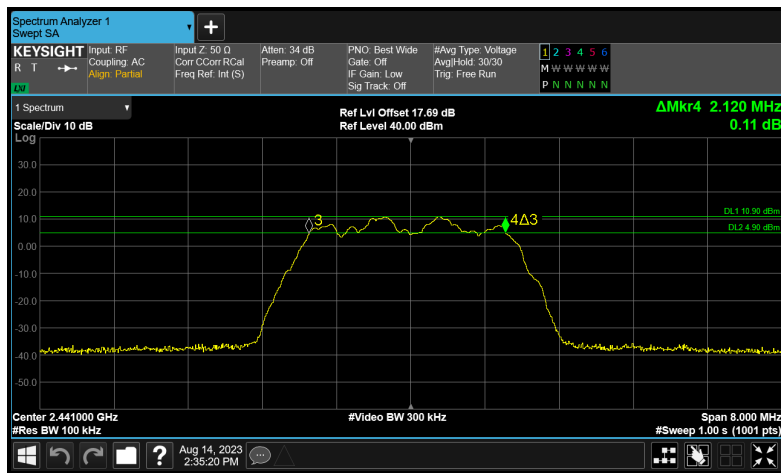 Spectrum Analyzer 1
Swept SA
+
KEYSIGHT
R T
LXI
Input: RF
Coupling: AC
Align: Partial
Input Z: 50 Ω
Corr CCorr RCal
Freq Ref: Int (S)
Atten: 34 dB
Preamp: Off
PNO: Best Wide
Gate: Off
IF Gain: Low
Sig Track: Off
#Avg Type: Voltage
Avg|Hold: 30/30
Trig: Free Run
1 2 3 4 5 6
M W W W W W
P N N N N N
1 Spectrum
Scale/Div 10 dB
Log
Ref Lvl Offset 17.69 dB
Ref Level 40.00 dBm
ΔMkr4 2.120 MHz
0.11 dB
30.0
20.0
10.0
0.00
-10.0
-20.0
-30.0
-40.0
-50.0
3
4Δ3
DL1 10.90 dBm
DL2 4.90 dBm
Center 2.441000 GHz
#Res BW 100 kHz
#Video BW 300 kHz
Span 8.000 MHz
#Sweep 1.00 s (1001 pts)
?
Aug 14, 2023
2:35:20 PM